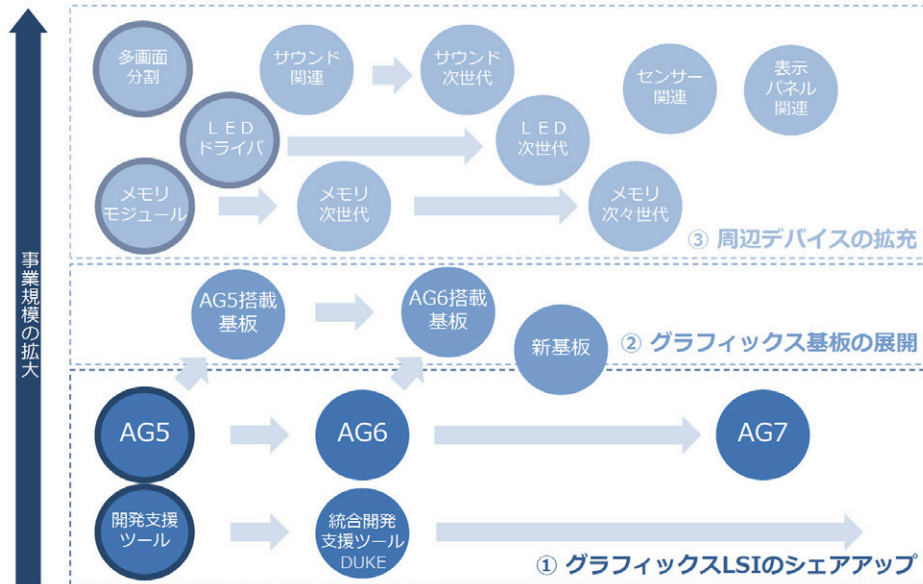 多画面
分割
サウンド
関連
サウンド
次世代
センサー
関連
表示
パネル
関連
ＬＥＤ
ドライバ
ＬＥＤ
次世代
メモリ
モジュール
メモリ
次世代
メモリ
次々世代
③ 周辺デバイスの拡充
事業規模の拡大
AG5搭載
基板
AG6搭載
基板
新基板
② グラフィックス基板の展開
AG5
AG6
AG7
開発支援
ツール
統合開発
支援ツール
DUKE
① グラフィックスLSIのシェアアップ